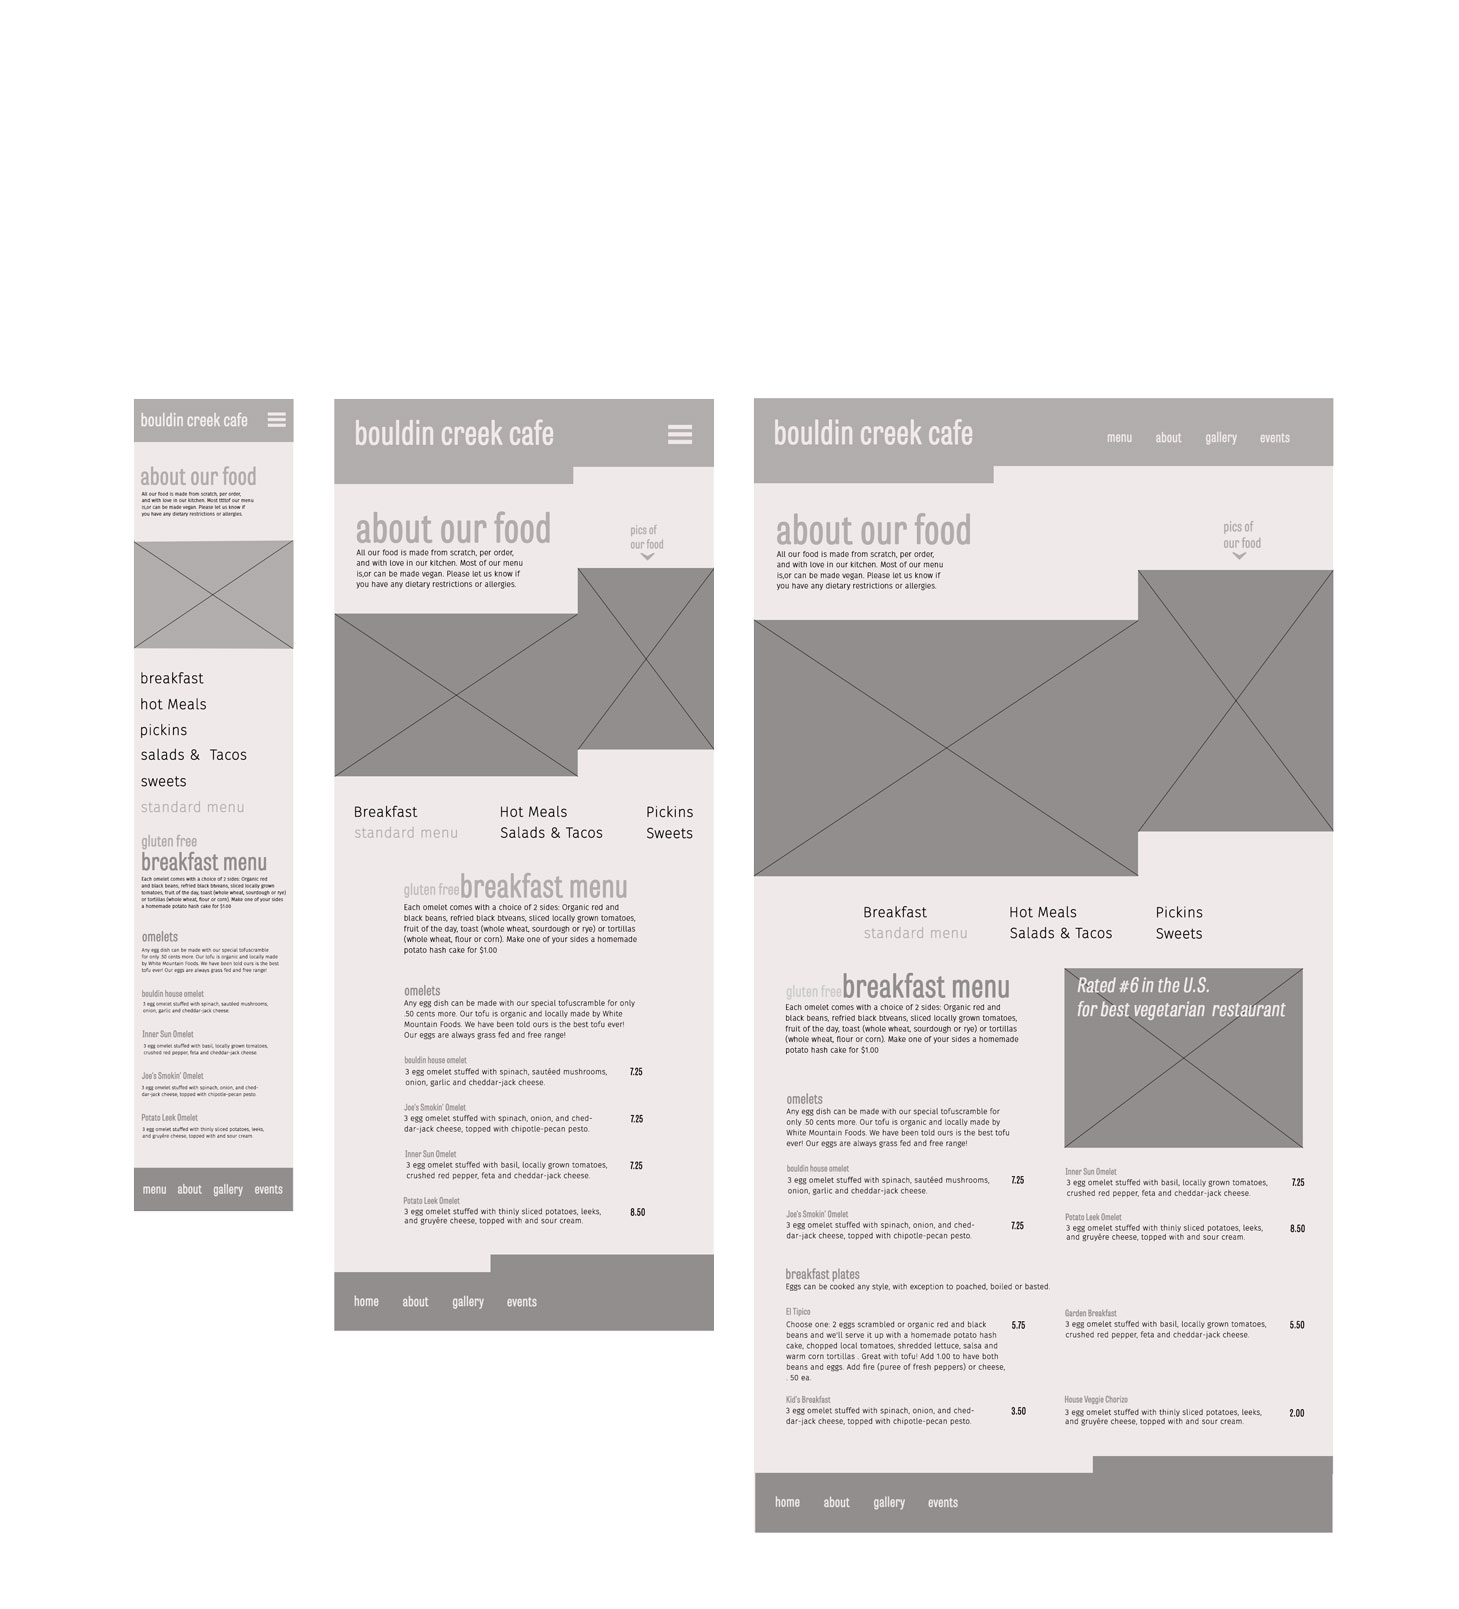 bouldin creek cafe
about our food
All our food is made from scratch, per order,
and with love in our kitchen. Most ttttof our menu
is,or can be made vegan. Please let us know if
you have any dietary restrictions or allergies.
breakfast
hot Meals
pickins
salads & Tacos
sweets
standard menu
gluten free
breakfast menu
Each omelet comes with a choice of 2 sides: Organic red
and black beans, refried black btveans, sliced locally grown
tomatoes, fruit of the day, toast (whole wheat, sourdough or rye)
or tortillas (whole wheat, flour or corn). Make one of your sides
a homemade potato hash cake for $1.00
omelets
Any egg dish can be made with our special tofuscramble
for only .50 cents more. Our tofu is organic and locally made
by White Mountain Foods. We have been told ours is the best
tofu ever! Our eggs are always grass fed and free range!
bouldin house omelet
3 egg omelet stuffed with spinach, sautéed mushrooms,
onion, garlic and cheddar-jack cheese.
Inner Sun Omelet
3 egg omelet stuffed with basil, locally grown tomatoes,
crushed red pepper, feta and cheddar-jack cheese.
Joe's Smokin' Omelet
3 egg omelet stuffed with spinach, onion, and ched-
dar-jack cheese, topped with chipotle-pecan pesto.
Potato Leek Omelet
3 egg omelet stuffed with thinly sliced potatoes, leeks,
and gruyêre cheese, topped with and sour cream.
menu about gallery events
bouldin creek cafe
about our food
All our food is made from scratch, per order,
and with love in our kitchen. Most of our menu
is,or can be made vegan. Please let us know if
you have any dietary restrictions or allergies.
pics of
our food
Breakfast Hot Meals Pickins
standard menu Salads & Tacos Sweets
gluten free breakfast menu
Each omelet comes with a choice of 2 sides: Organic red and
black beans, refried black btveans, sliced locally grown tomatoes,
fruit of the day, toast (whole wheat, sourdough or rye) or tortillas
(whole wheat, flour or corn). Make one of your sides a homemade
potato hash cake for $1.00
omelets
Any egg dish can be made with our special tofuscramble for only
.50 cents more. Our tofu is organic and locally made by White
Mountain Foods. We have been told ours is the best tofu ever!
Our eggs are always grass fed and free range!
bouldin house omelet
3 egg omelet stuffed with spinach, sautéed mushrooms, 7.25
onion, garlic and cheddar-jack cheese.
Joe's Smokin' Omelet
3 egg omelet stuffed with spinach, onion, and ched- 7.25
dar-jack cheese, topped with chipotle-pecan pesto.
Inner Sun Omelet
3 egg omelet stuffed with basil, locally grown tomatoes, 7.25
crushed red pepper, feta and cheddar-jack cheese.
Potato Leek Omelet
3 egg omelet stuffed with thinly sliced potatoes, leeks, 8.50
and gruyêre cheese, topped with and sour cream.
home about gallery events
bouldin creek cafe
menu about gallery events
about our food
All our food is made from scratch, per order,
and with love in our kitchen. Most of our menu
is,or can be made vegan. Please let us know if
you have any dietary restrictions or allergies.
pics of
our food
Breakfast Hot Meals Pickins
standard menu Salads & Tacos Sweets
gluten free breakfast menu
Each omelet comes with a choice of 2 sides: Organic red and
black beans, refried black btveans, sliced locally grown tomatoes,
fruit of the day, toast (whole wheat, sourdough or rye) or tortillas
(whole wheat, flour or corn). Make one of your sides a homemade
potato hash cake for $1.00
Rated #6 in the U.S.
for best vegetarian restaurant
omelets
Any egg dish can be made with our special tofuscramble for
only .50 cents more. Our tofu is organic and locally made by
White Mountain Foods. We have been told ours is the best tofu
ever! Our eggs are always grass fed and free range!
bouldin house omelet
3 egg omelet stuffed with spinach, sautéed mushrooms, 7.25
onion, garlic and cheddar-jack cheese.
Inner Sun Omelet
3 egg omelet stuffed with basil, locally grown tomatoes, 7.25
crushed red pepper, feta and cheddar-jack cheese.
Joe's Smokin' Omelet
3 egg omelet stuffed with spinach, onion, and ched- 7.25
dar-jack cheese, topped with chipotle-pecan pesto.
Potato Leek Omelet
3 egg omelet stuffed with thinly sliced potatoes, leeks, 8.50
and gruyêre cheese, topped with and sour cream.
breakfast plates
Eggs can be cooked any style, with exception to poached, boiled or basted.
El Tipico
Choose one: 2 eggs scrambled or organic red and black 5.75
beans and we'll serve it up with a homemade potato hash
cake, chopped local tomatoes, shredded lettuce, salsa and
warm corn tortillas . Great with tofu! Add 1.00 to have both
beans and eggs. Add fire (puree of fresh peppers) or cheese,
. 50 ea.
Garden Breakfast
3 egg omelet stuffed with basil, locally grown tomatoes, 5.50
crushed red pepper, feta and cheddar-jack cheese.
Kid's Breakfast
3 egg omelet stuffed with spinach, onion, and ched- 3.50
dar-jack cheese, topped with chipotle-pecan pesto.
House Veggie Chorizo
3 egg omelet stuffed with thinly sliced potatoes, leeks, 2.00
and gruyêre cheese, topped with and sour cream.
home about gallery events